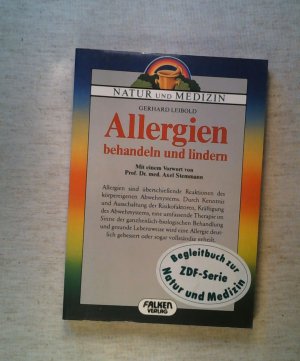 NATUR UND MEDIZIN
GERHARD LEIBOLD
Allergien
behandeln und lindern
Mit einem Vorwort von
Prof. Dr. med. Axel Stemmann
Allergien sind überschießende Reaktionen des
körpereigenen Abwehrsystems. Durch Kenntnis
und Ausschaltung der Risikofaktoren, Kräftigung
des Abwehrsystems, eine umfassende Therapie im
Sinne der ganzheitlich-biologischen Behandlung
und gesunde Lebensweise wird eine Allergie deut-
lich gebessert oder sogar vollständig geheilt.
Begleitbuch zur
ZDF-Serie
Natur und Medizin
FALKEN
VERLAG